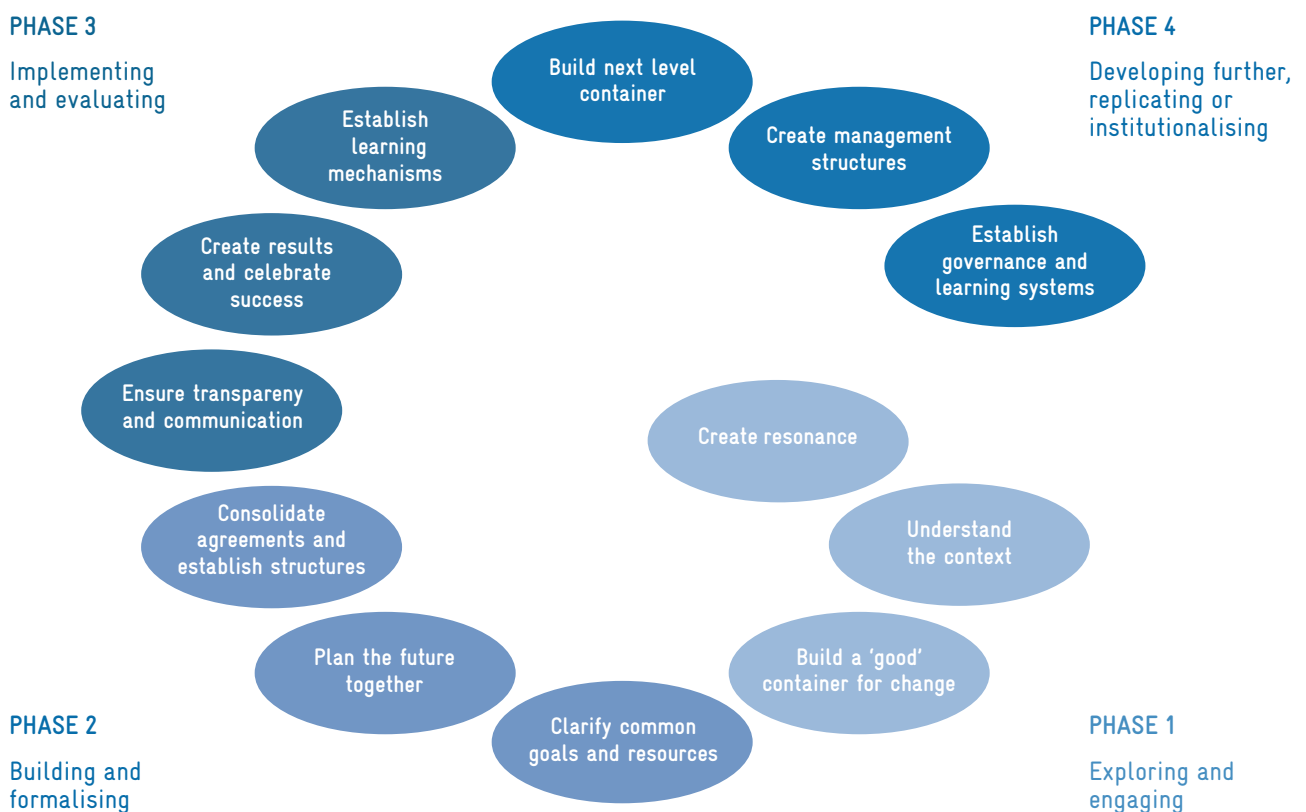 PHASE 3
Implementing
and evaluating
PHASE 4
Developing further,
replicating or
institutionalising
Build next level
container
Establish
learning
mechanisms
Create management
structures
Create results
and celebrate
success
Establish
governance and
learning systems
Ensure transpareny
and communication
Create resonance
Consolidate
agreements and
establish structures
Understand
the context
Plan the future
together
Build a ‘good’
container for change
Clarify common
goals and resources
PHASE 2
Building and
formalising
PHASE 1
Exploring and
engaging